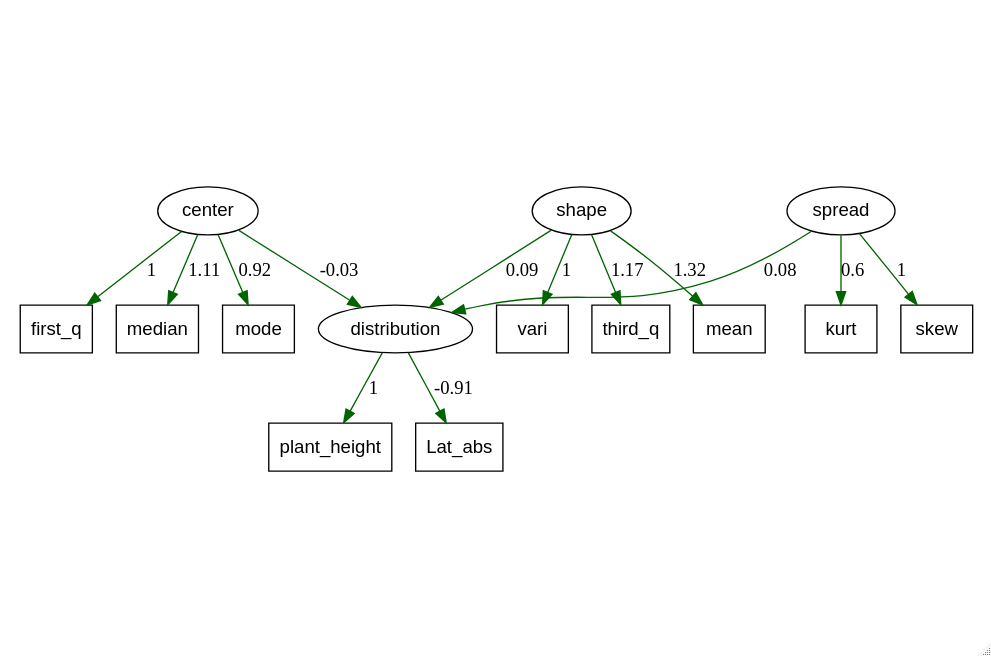 center
shape
spread
1
1.11
0.92
-0.03
0.09
1
1.17
1.32
0.08
0.6
1
first_q
median
mode
distribution
vari
third_q
mean
kurt
skew
1
-0.91
plant_height
Lat_abs